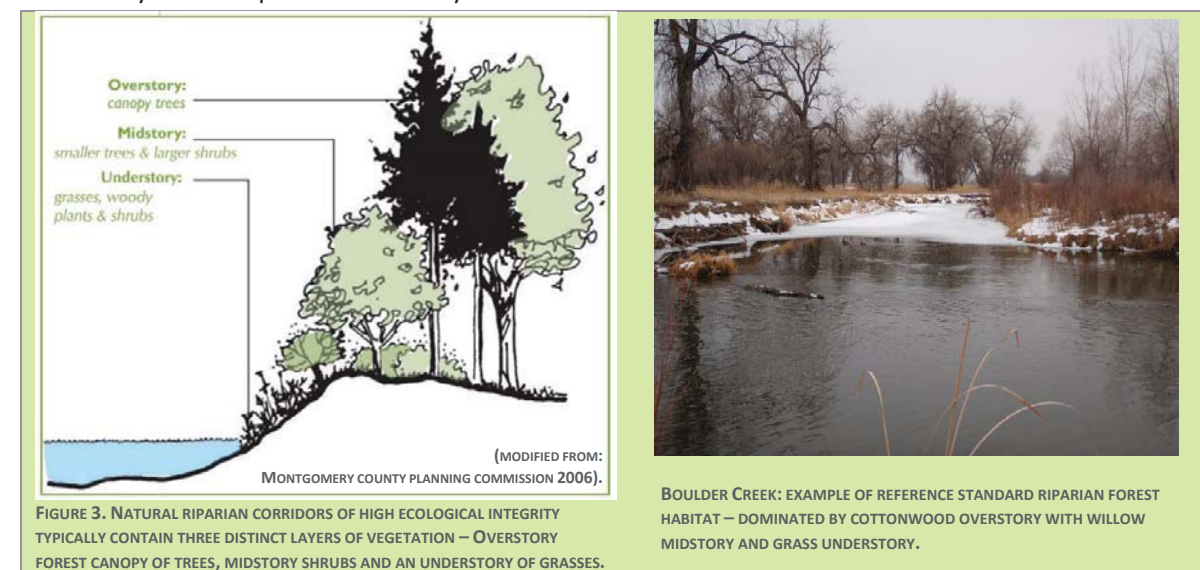 Overstory:
canopy trees
Midstory:
smaller trees & larger shrubs
Understory:
grasses, woody
plants & shrubs
(MODIFIED FROM:
MONTGOMERY COUNTY PLANNING COMMISSION 2006).
FIGURE 3. NATURAL RIPARIAN CORRIDORS OF HIGH ECOLOGICAL INTEGRITY
TYPICALLY CONTAIN THREE DISTINCT LAYERS OF VEGETATION – OVERSTORY
FOREST CANOPY OF TREES, MIDSTORY SHRUBS AND AN UNDERSTORY OF GRASSES.
BOULDER CREEK: EXAMPLE OF REFERENCE STANDARD RIPARIAN FOREST
HABITAT – DOMINATED BY COTTONWOOD OVERSTORY WITH WILLOW
MIDSTORY AND GRASS UNDERSTORY.